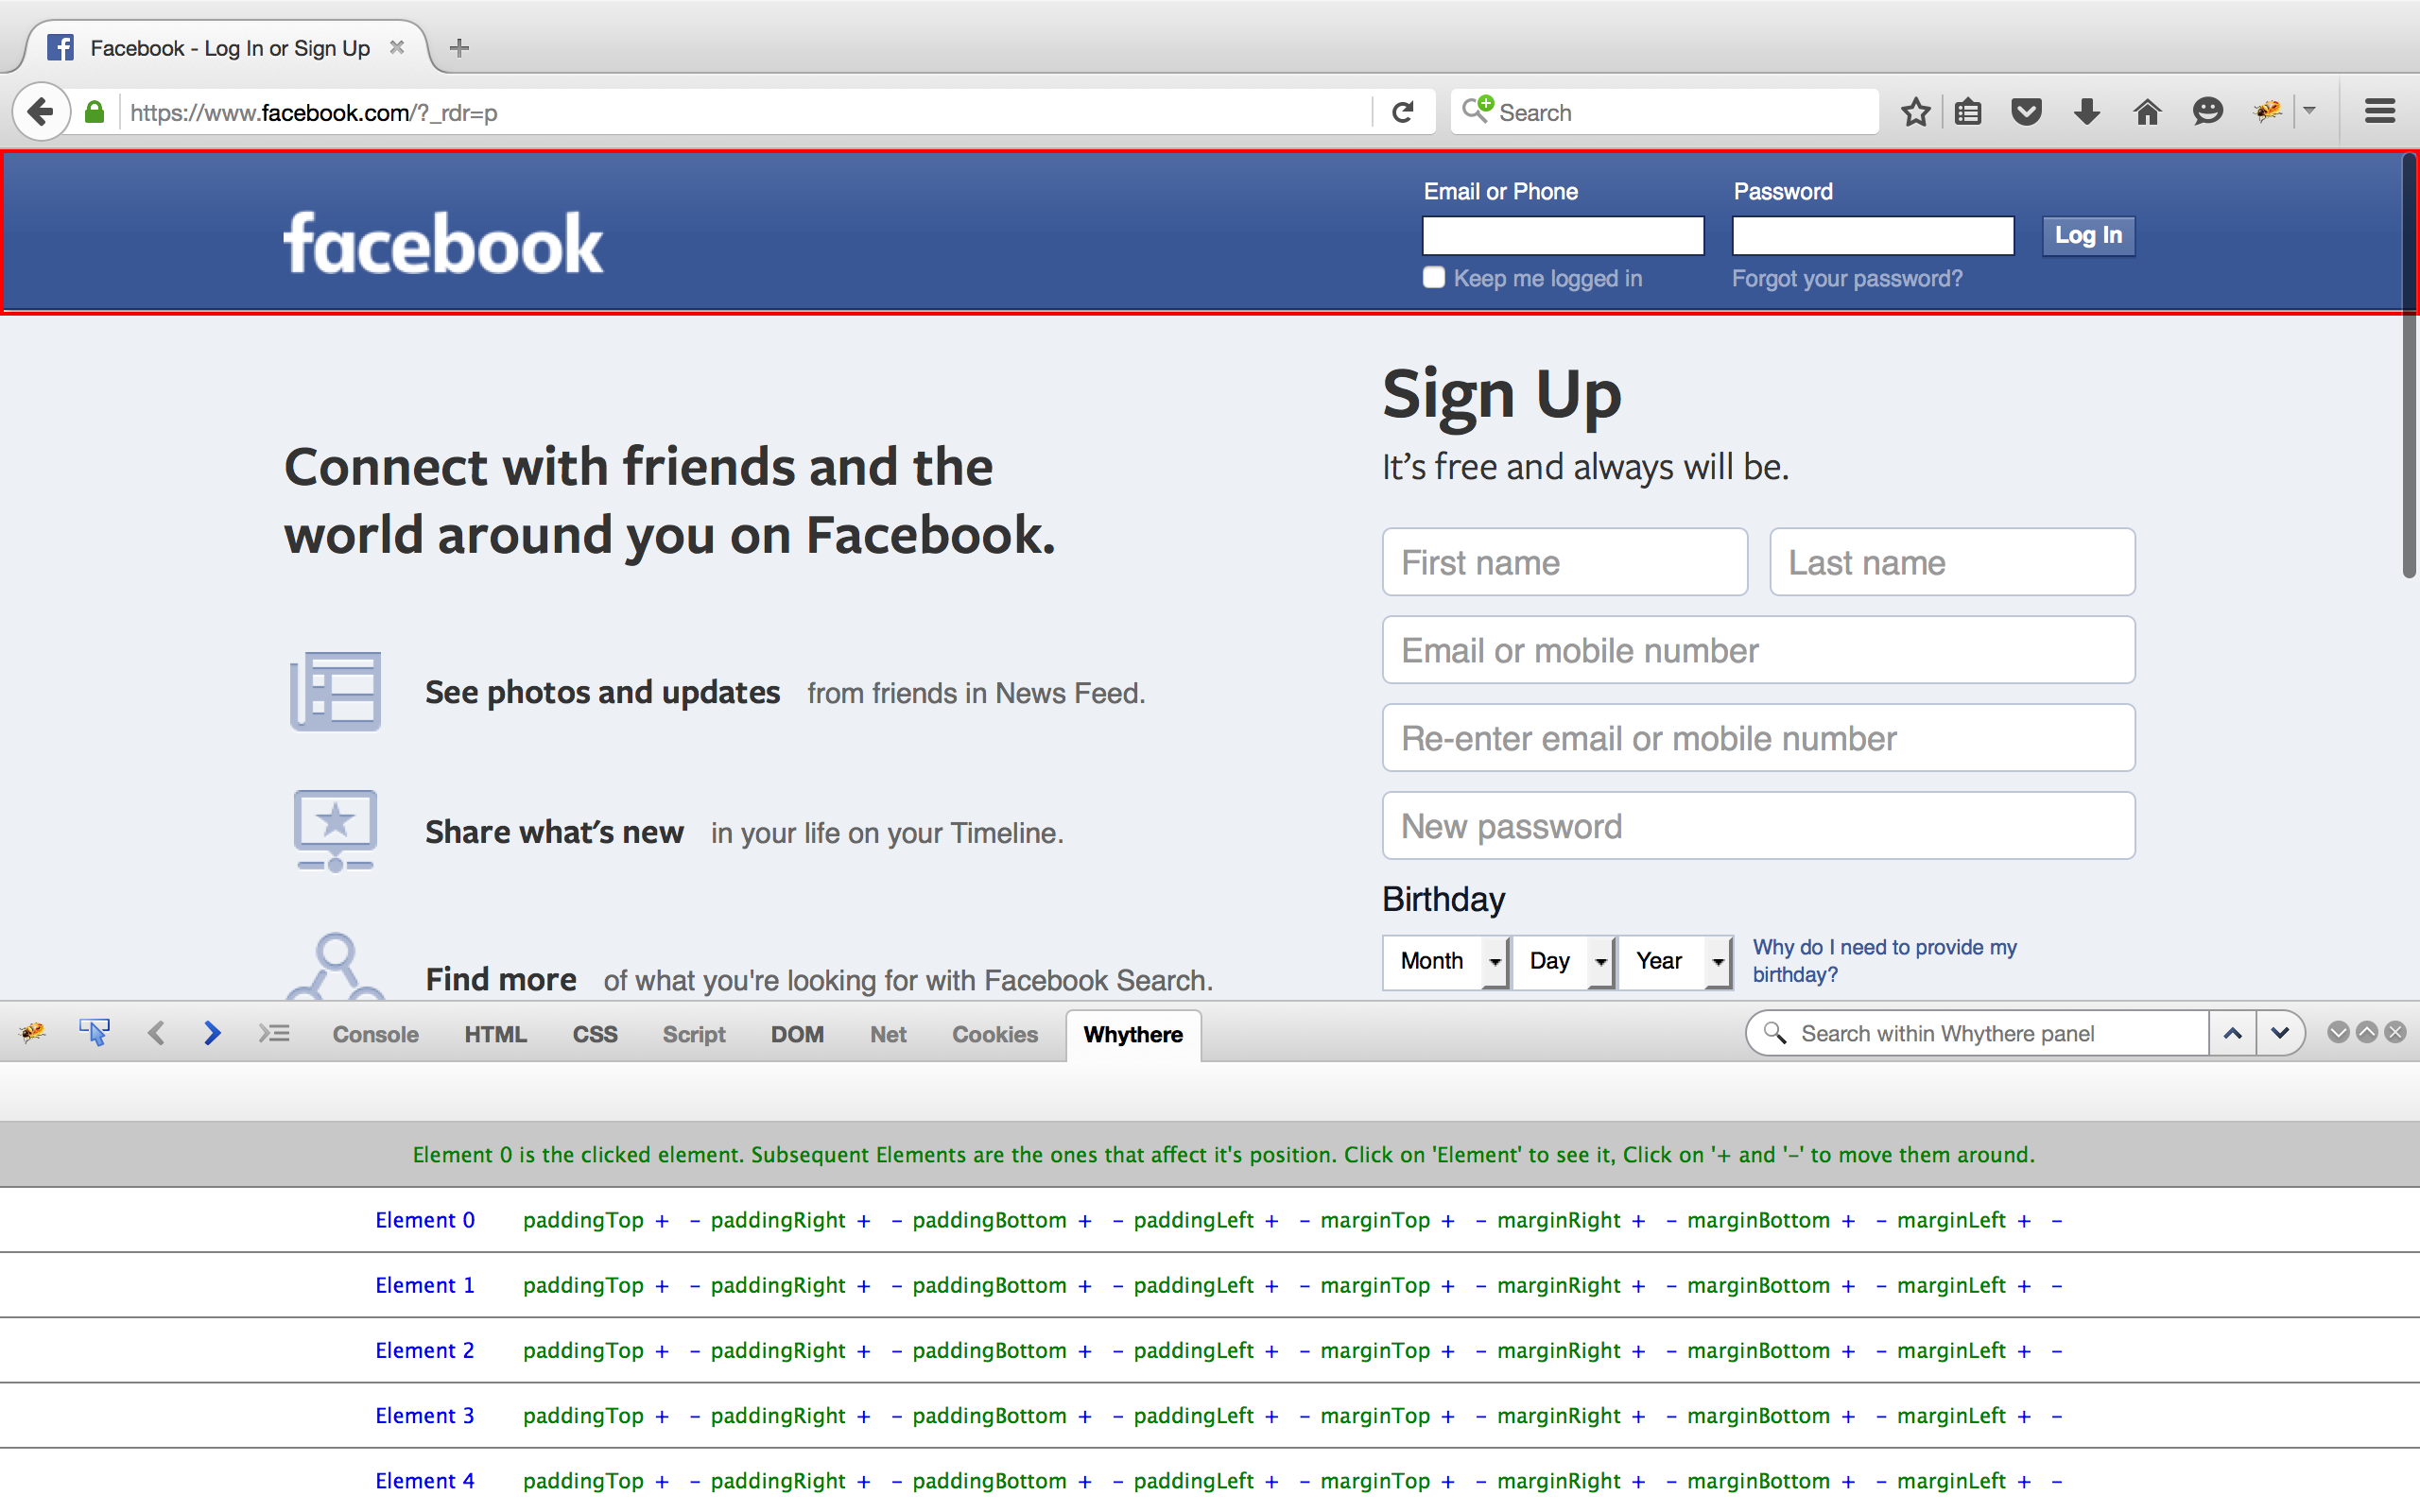 Facebook - Log In or Sign Up
https://www.facebook.com/?_rdr=p
Search
facebook
Email or Phone
Password
Log In
Keep me logged in
Forgot your password?
Connect with friends and the
world around you on Facebook.
See photos and updates from friends in News Feed.
Share what's new in your life on your Timeline.
Find more of what you're looking for with Facebook Search.
Sign Up
It's free and always will be.
First name
Last name
Email or mobile number
Re-enter email or mobile number
New password
Birthday
Month Day Year
Why do I need to provide my
birthday?
Console HTML CSS Script DOM Net Cookies Whythere
Search within Whythere panel
Element 0 is the clicked element. Subsequent Elements are the ones that affect it's position. Click on 'Element' to see it, Click on '+ and '-' to move them around.
Element 0 paddingTop + - paddingRight + - paddingBottom + - paddingLeft + - marginTop + - marginRight + - marginBottom + - marginLeft + -
Element 1 paddingTop + - paddingRight + - paddingBottom + - paddingLeft + - marginTop + - marginRight + - marginBottom + - marginLeft + -
Element 2 paddingTop + - paddingRight + - paddingBottom + - paddingLeft + - marginTop + - marginRight + - marginBottom + - marginLeft + -
Element 3 paddingTop + - paddingRight + - paddingBottom + - paddingLeft + - marginTop + - marginRight + - marginBottom + - marginLeft + -
Element 4 paddingTop + - paddingRight + - paddingBottom + - paddingLeft + - marginTop + - marginRight + - marginBottom + - marginLeft + -